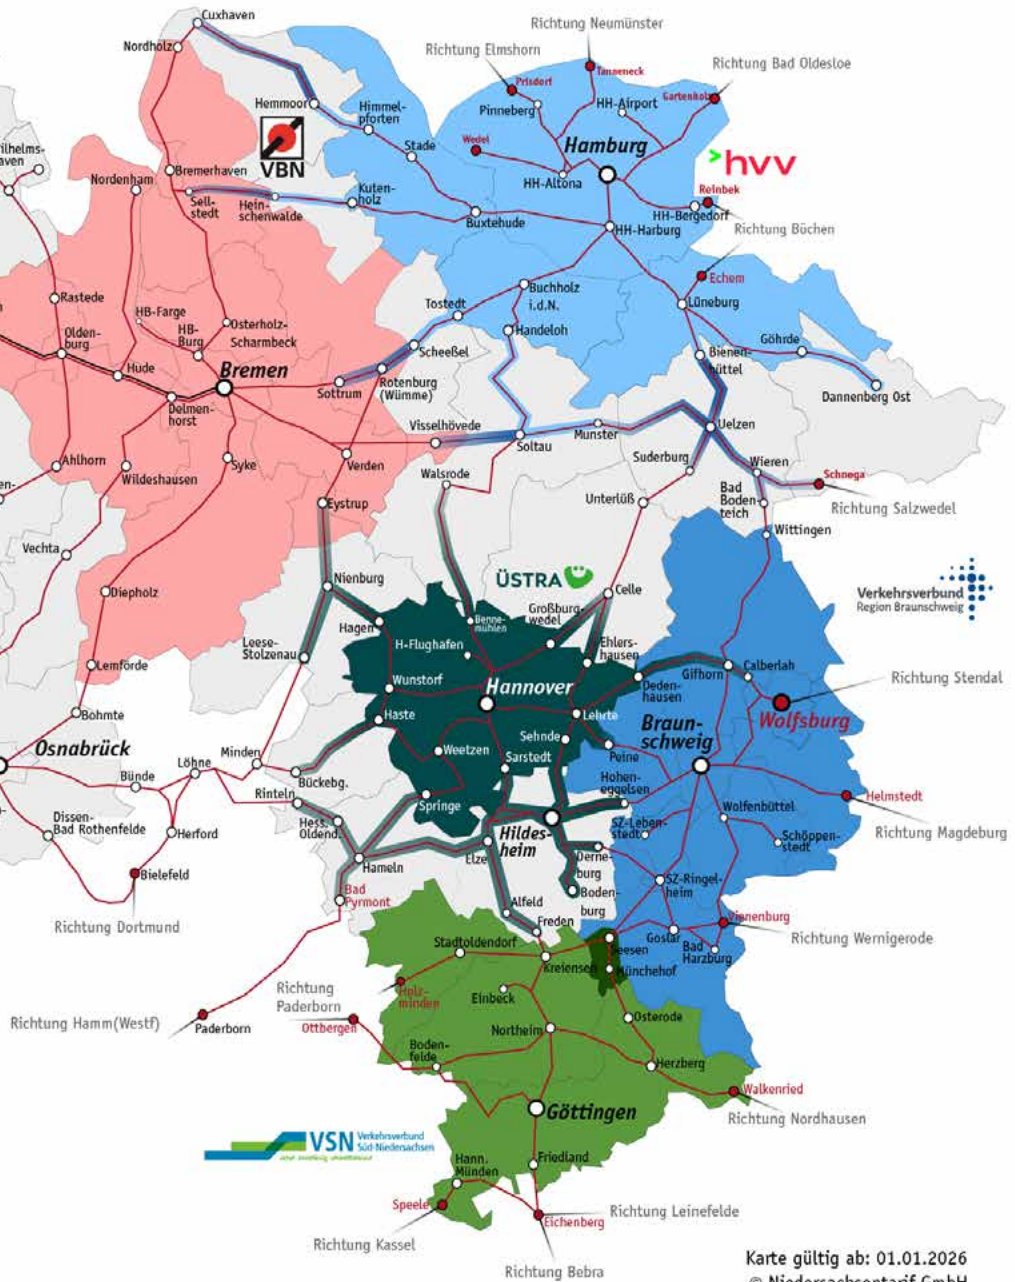 Cuxhaven
Nordholz
Richtung Neumünster
Richtung Elmshorn
Richtung Bad Oldesloe
Prisdorf
Tanneneck
Gartenholz
Pinneberg
HH-Airport
Hemmoor
Himmel-
pforten
Stade
VBN
Wedel
Hamburg
hvv
HH-Altona
Reinbek
HH-Bergedorf
Richtung Büchen
Bremerhaven
Nordenham
Sell-
stedt
Hein-
schenwalde
Kuten-
holz
Buxtehude
HH-Harburg
Echem
Rastede
HB-Farge
HB-
Burg
Osterholz-
Scharmbeck
Olden-
burg
Hude
Bremen
Delmen-
horst
Tostedt
Buchholz
i.d.N.
Handeloh
Scheeßel
Sottrum
Rotenburg
(Wümme)
Lüneburg
Göhrde
Bienen-
büttel
Dannenberg Ost
Visselhövede
Soltau
Munster
Uelzen
Ahlhorn
Wildeshausen
Syke
Verden
Walsrode
Suderburg
Wieren
Schnega
Unterlüß
Bad
Boden-
teich
Richtung Salzwedel
Wittingen
Eystrup
Vechta
Diepholz
Nienburg
ÜSTRA
Celle
Verkehrsverbund
Region Braunschweig
Hagen
Benne-
mühlen
Großburg-
wedel
H-Flughafen
Ehlers-
hausen
Leese-
Stolzenau
Lemförde
Wunstorf
Hannover
Deden-
hausen
Gifhorn
Calberlah
Richtung Stendal
Bohmte
Haste
Lehrte
Braun-
schweig
Wolfsburg
Osnabrück
Weetzen
Sehnde
Sarstedt
Peine
Minden
Löhne
Bünde
Bückebg.
Rinteln
Springe
Hohen-
eggelsen
Helmstedt
Dissen-
Bad Rothenfelde
Herford
Hess.
Oldend.
Hildes-
heim
SZ-Leben-
stedt
Wolfenbüttel
Schöppen-
stedt
Richtung Magdeburg
Bielefeld
Hameln
Elze
Derne-
burg
Boden-
burg
SZ-Ringel-
heim
Bad
Pyrmont
Alfeld
Freden
Vienenburg
Richtung Dortmund
Richtung Wernigerode
Stadtoldendorf
Kreiensen
Seesen
Goslar
Bad
Harzburg
Münchehof
Richtung
Paderborn
Holz-
minden
Einbeck
Richtung Hamm(Westf)
Paderborn
Ottbergen
Northeim
Osterode
Boden-
felde
Herzberg
Walkenried
Göttingen
Richtung Nordhausen
VSN
Verkehrsverbund
Süd-Niedersachsen
Hann.
Münden
Friedland
Speele
Eichenberg
Richtung Leinefelde
Richtung Kassel
Richtung Bebra
Karte gültig ab: 01.01.2026
© Niedersachsentarif GmbH